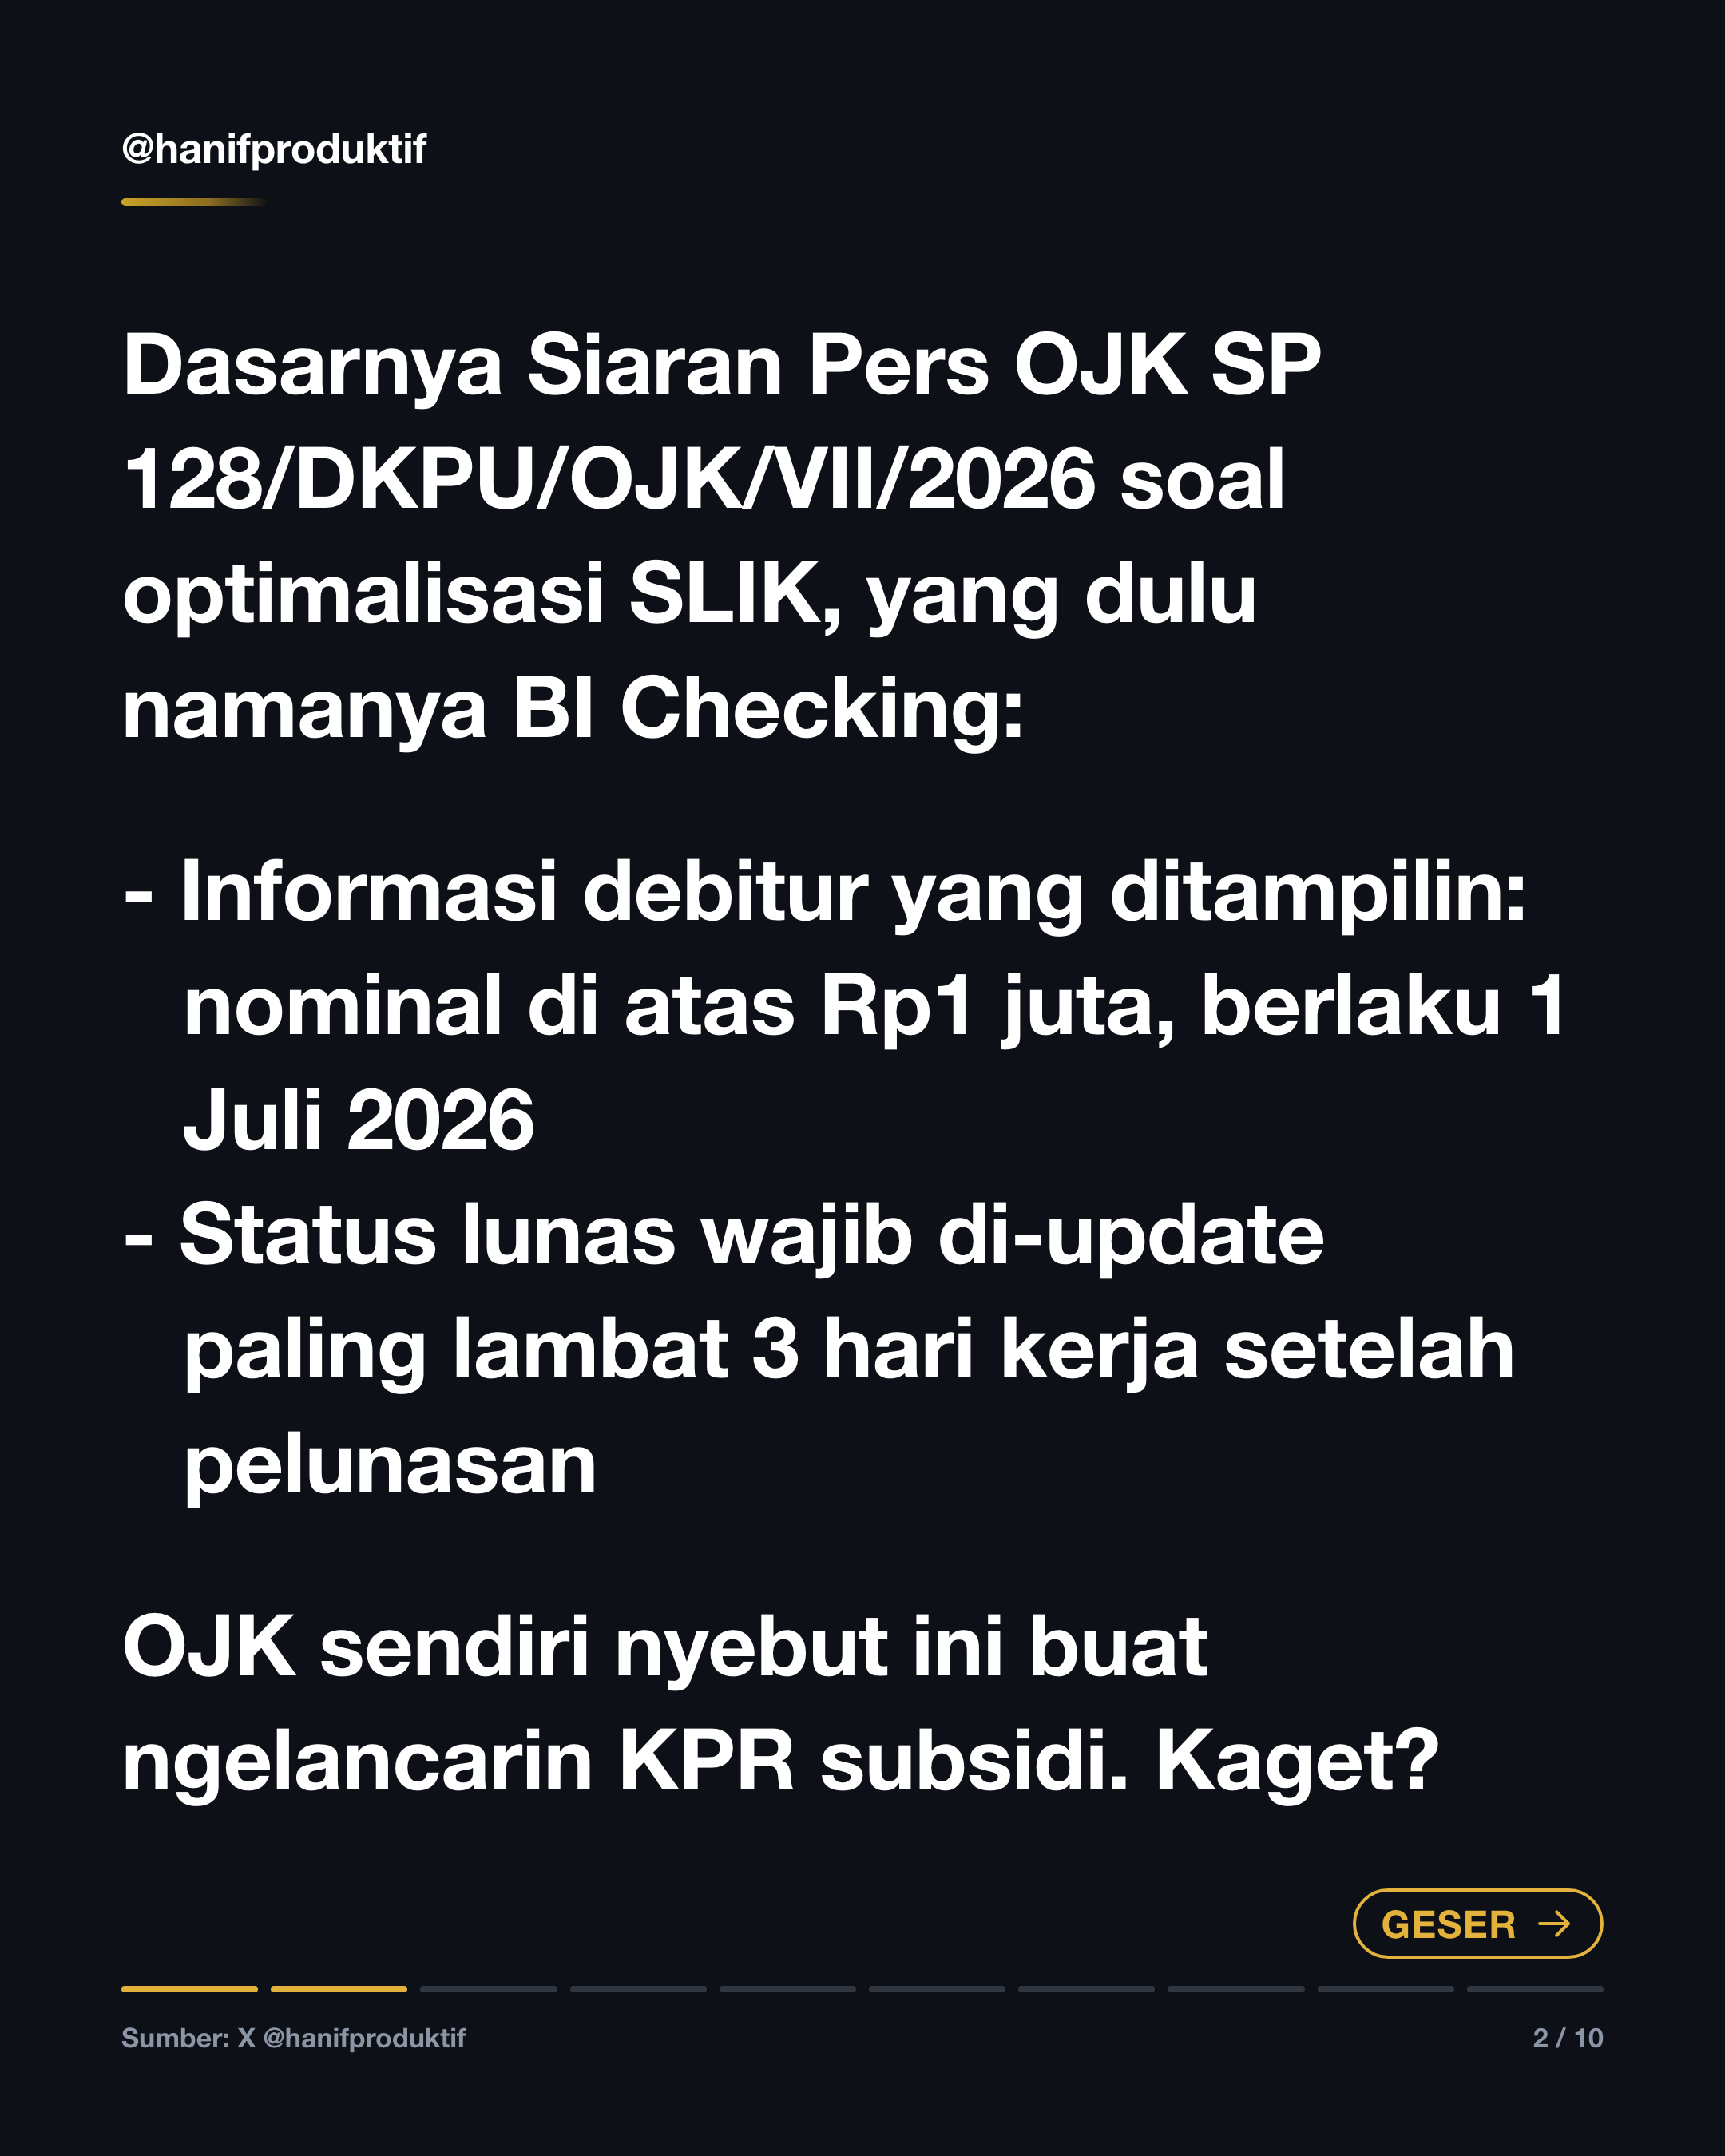 @hanifproduktif
Dasarnya Siaran Pers OJK SP
128/DKPU/OJK/VII/2026 soal
optimalisasi SLIK, yang dulu
namanya BI Checking:
- Informasi debitur yang ditampilin:
nominal di atas Rp1 juta, berlaku 1
Juli 2026
- Status lunas wajib di-update
paling lambat 3 hari kerja setelah
pelunasan
OJK sendiri nyebut ini buat
ngelancarin KPR subsidi. Kaget?
GESER →
Sumber: X @hanifproduktif
2 / 10